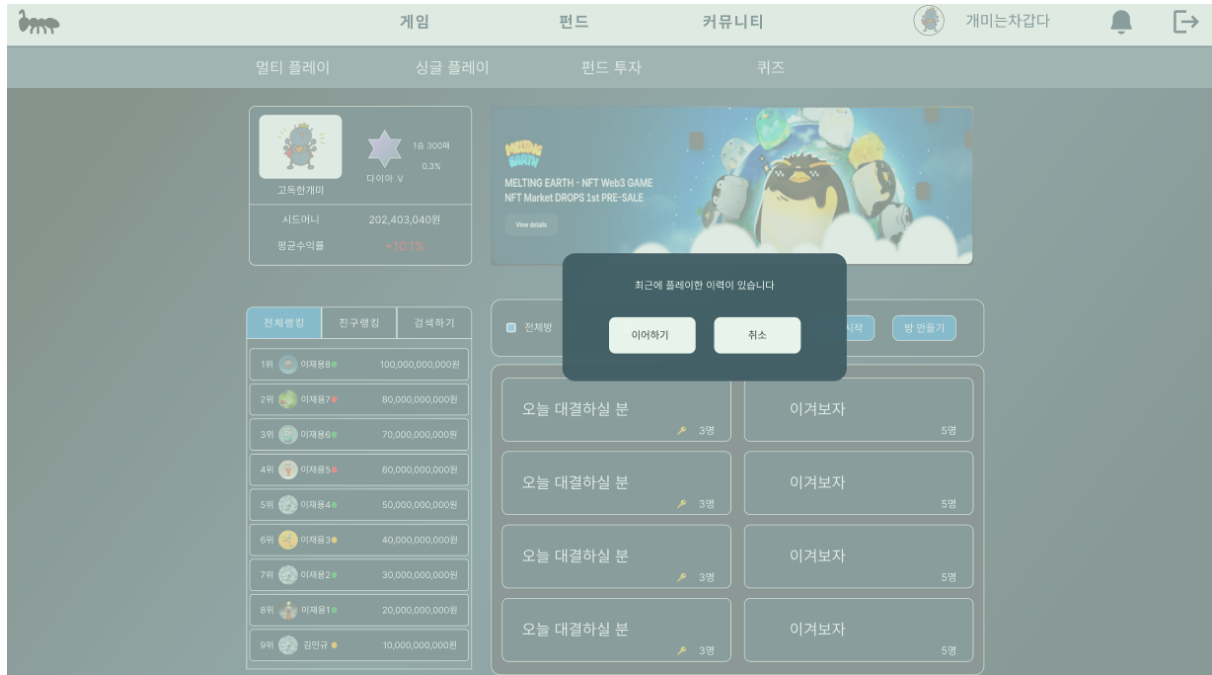 게임 펀드 커뮤니티 개미는차갑다
멀티 플레이 싱글 플레이 펀드 투자 퀴즈
1승 300패
0.3%
다이아 V
고독한개미
시드머니 202,403,040원
평균수익률 +10.1%
MELTING
EARTH
MELTING EARTH - NFT Web3 GAME
NFT Market DROPS 1st PRE-SALE
View details
최근에 플레이한 이력이 있습니다
이어하기 취소
전체랭킹 친구랭킹 검색하기
전체방 시작 방 만들기
1위 이재용8 100,000,000,000원
2위 이재용7 80,000,000,000원
3위 이재용6 70,000,000,000원
4위 이재용5 60,000,000,000원
5위 이재용4 50,000,000,000원
6위 이재용3 40,000,000,000원
7위 이재용2 30,000,000,000원
8위 이재용1 20,000,000,000원
9위 김민규 10,000,000,000원
오늘 대결하실 분
3명
이겨보자
5명
오늘 대결하실 분
3명
이겨보자
5명
오늘 대결하실 분
3명
이겨보자
5명
오늘 대결하실 분
3명
이겨보자
5명